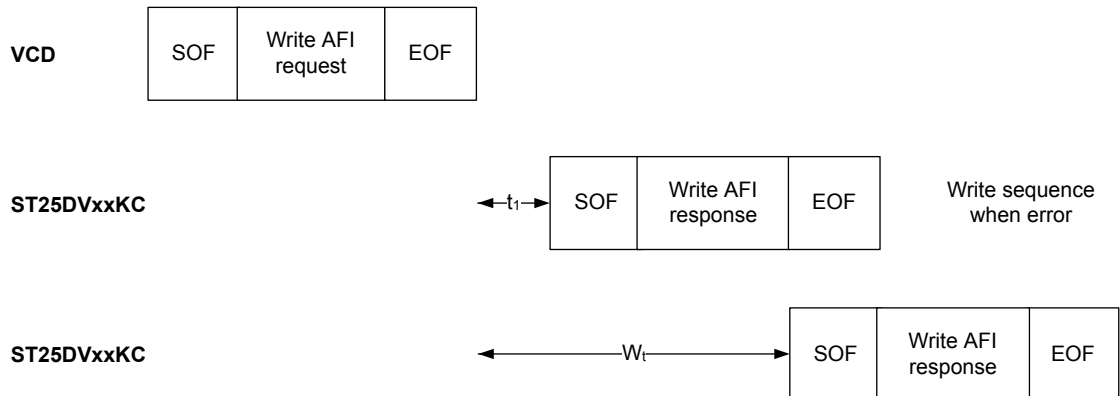 VCD
SOF
Write AFI
request
EOF
ST25DVxxKC
t1
SOF
Write AFI
response
EOF
Write sequence
when error
ST25DVxxKC
Wt
SOF
Write AFI
response
EOF